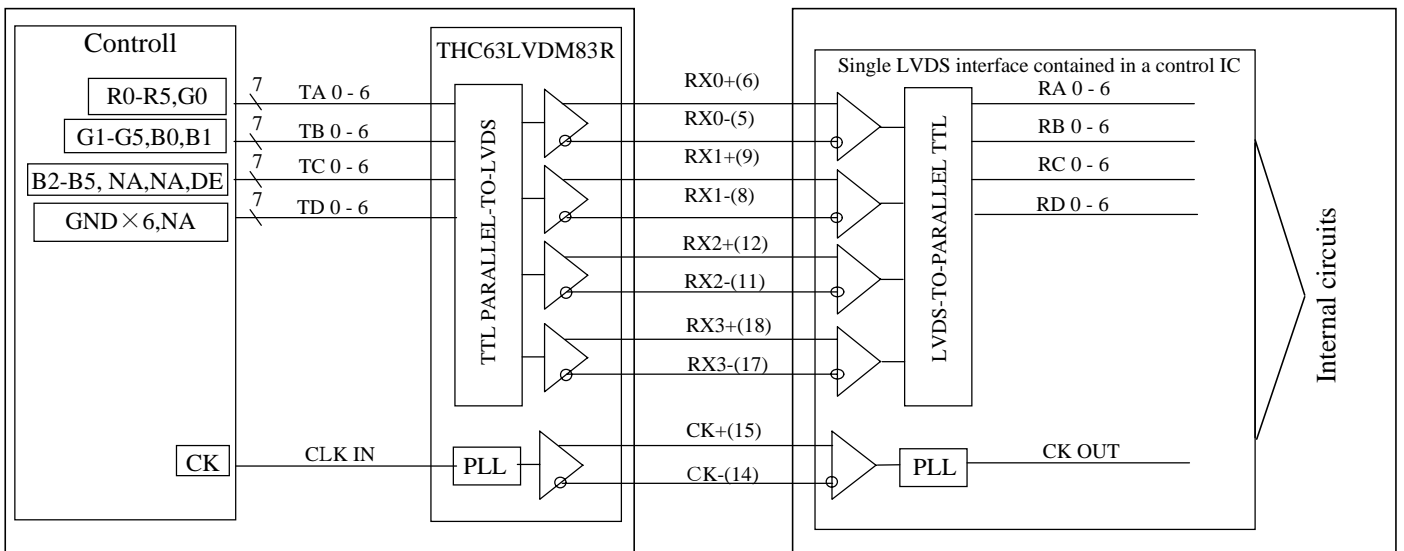 Controll
R0-R5,G0
G1-G5,B0,B1
B2-B5, NA,NA,DE
GND×6,NA
CK
7
TA 0 - 6
7
TB 0 - 6
7
TC 0 - 6
7
TD 0 - 6
CLK IN
THC63LVDM83R
TTL PARALLEL-TO-LVDS
PLL
RX0+(6)
RX0-(5)
RX1+(9)
RX1-(8)
RX2+(12)
RX2-(11)
RX3+(18)
RX3-(17)
CK+(15)
CK-(14)
Single LVDS interface contained in a control IC
LVDS-TO-PARALLEL TTL
PLL
RA 0 - 6
RB 0 - 6
RC 0 - 6
RD 0 - 6
CK OUT
Internal circuits